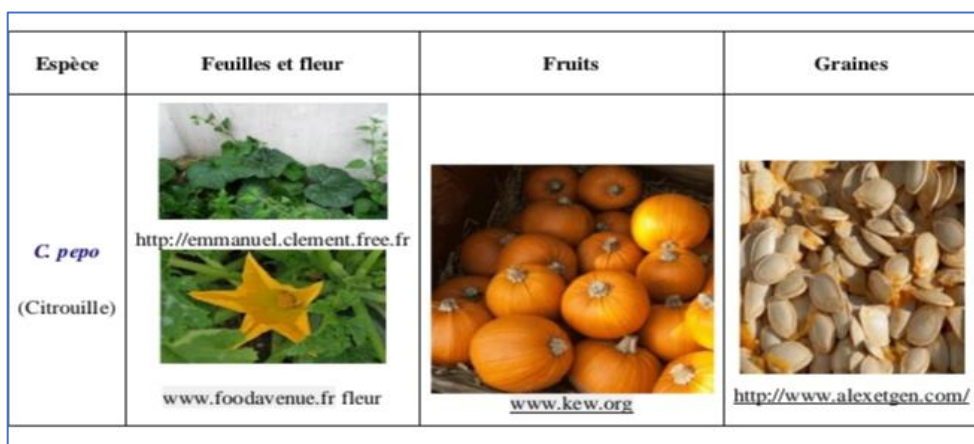 Espèce
Feuilles et fleur
Fruits
Graines
C. pepo
(Citrouille)
http://emmanuel.clement.free.fr
www.foodavenue.fr fleur
www.kew.org
http://www.alexetgen.com/